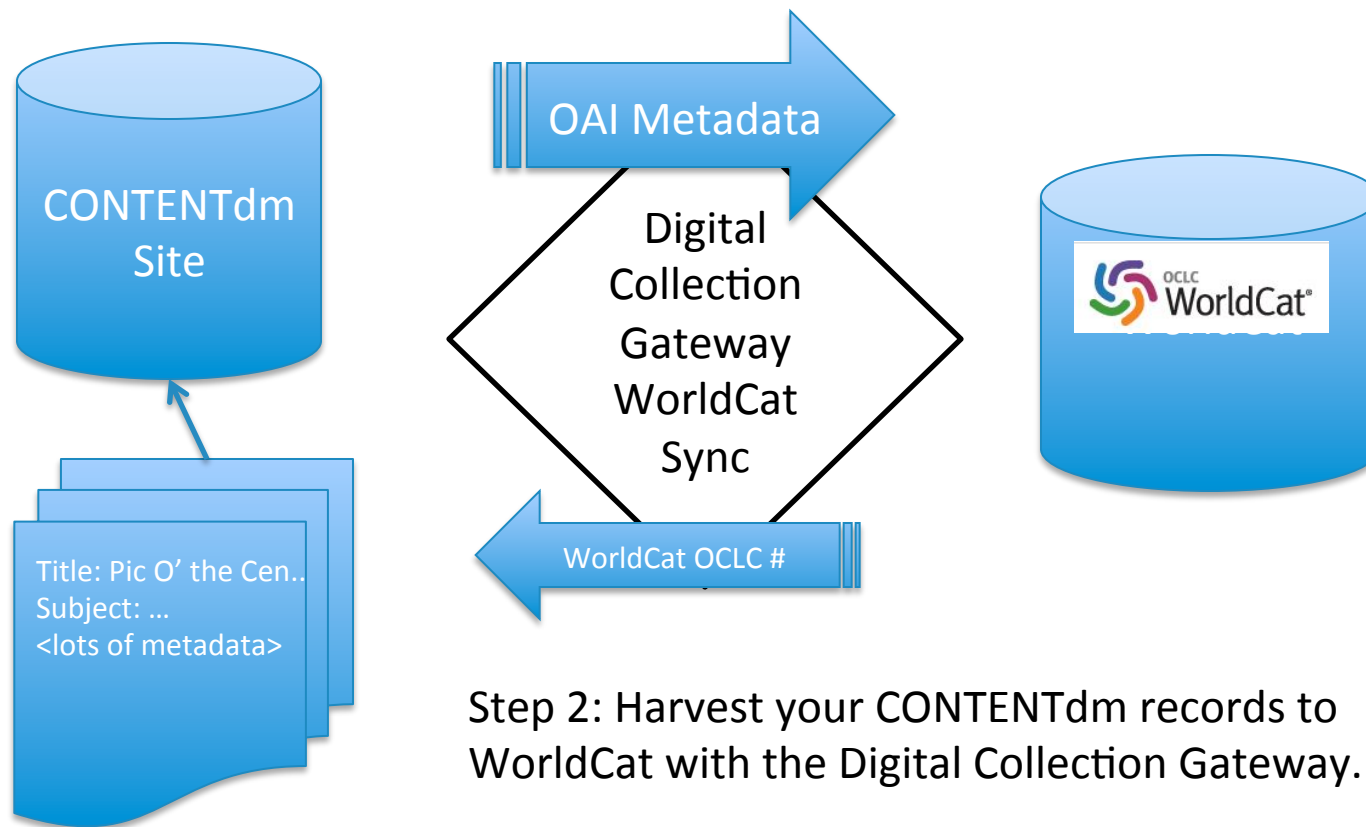 OAI Metadata
CONTENTdm
Site
Digital
Collection
Gateway
WorldCat
Sync
OCLC
WorldCat®
WorldCat OCLC #
Title: Pic O’ the Cen..
Subject: …
<lots of metadata>
Step 2: Harvest your CONTENTdm records to
WorldCat with the Digital Collection Gateway.